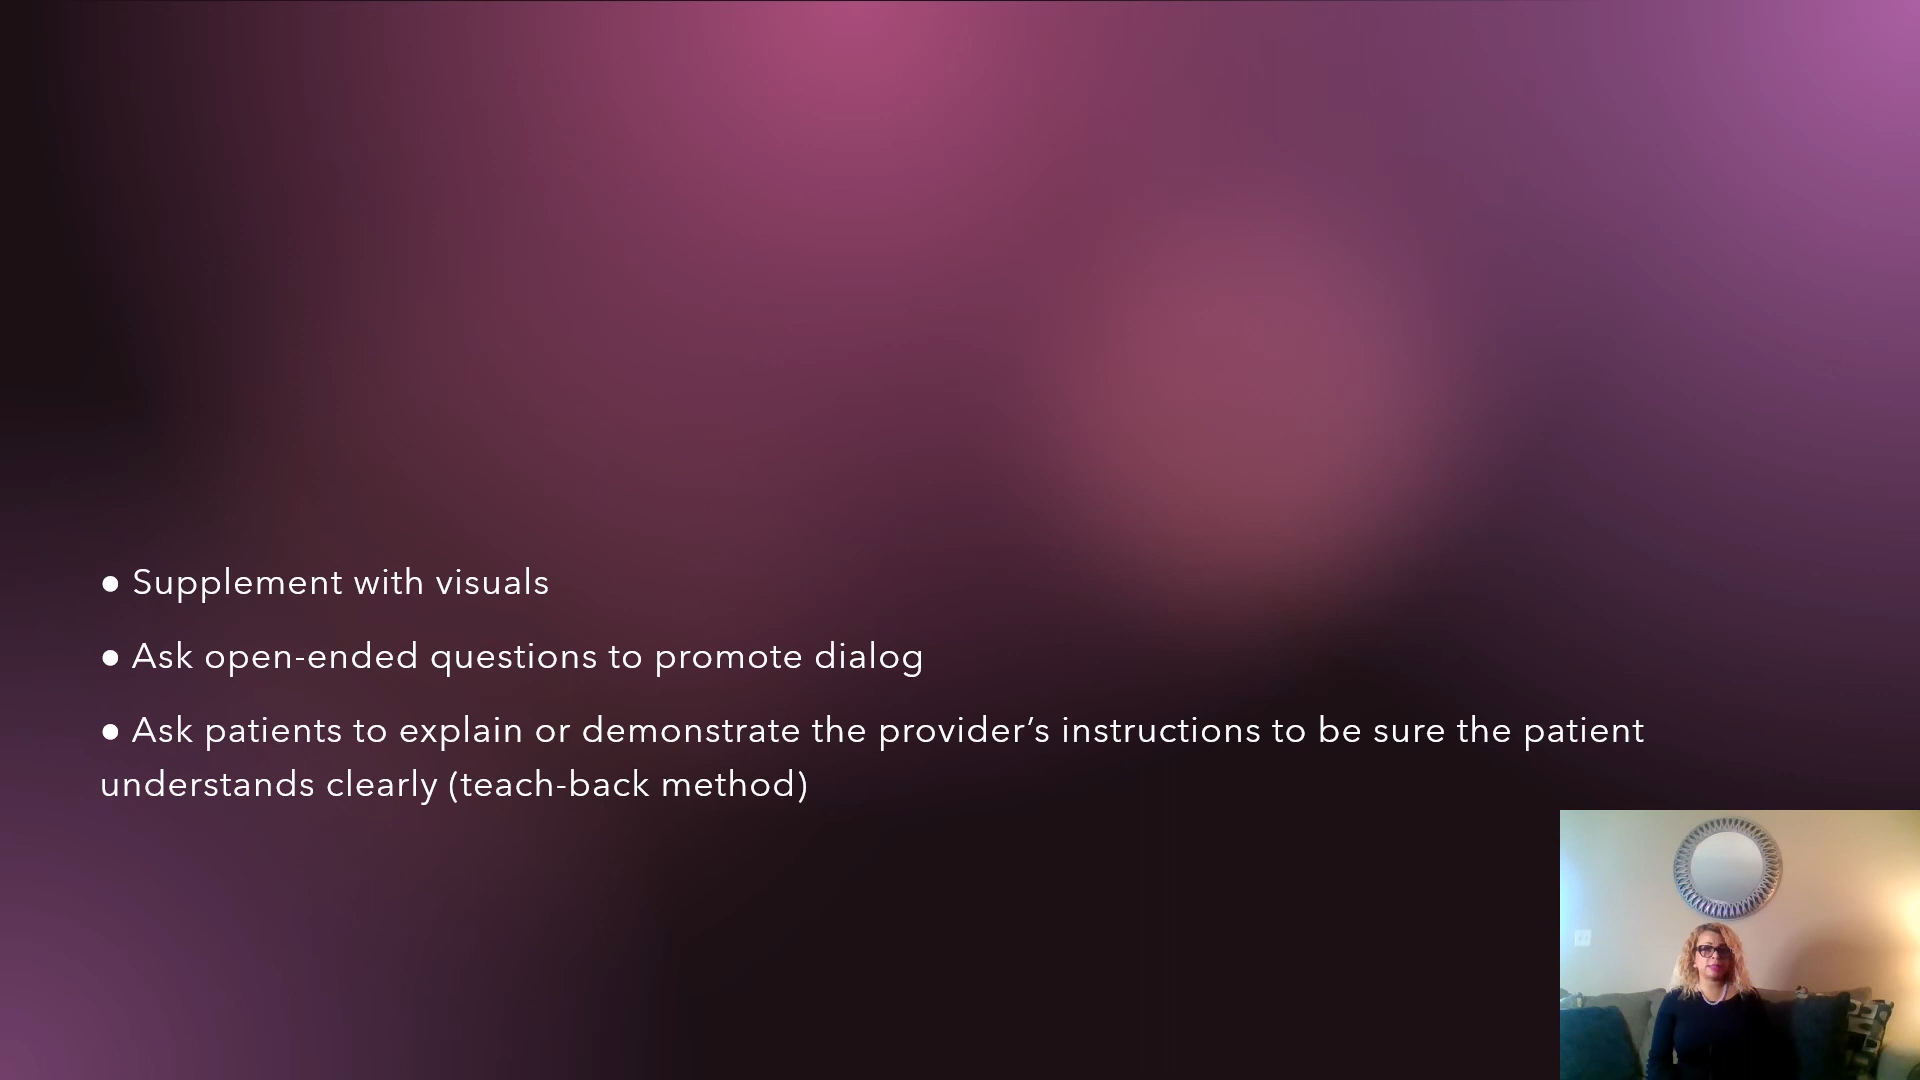 ● Supplement with visuals
● Ask open-ended questions to promote dialog
● Ask patients to explain or demonstrate the provider’s instructions to be sure the patient
understands clearly (teach-back method)